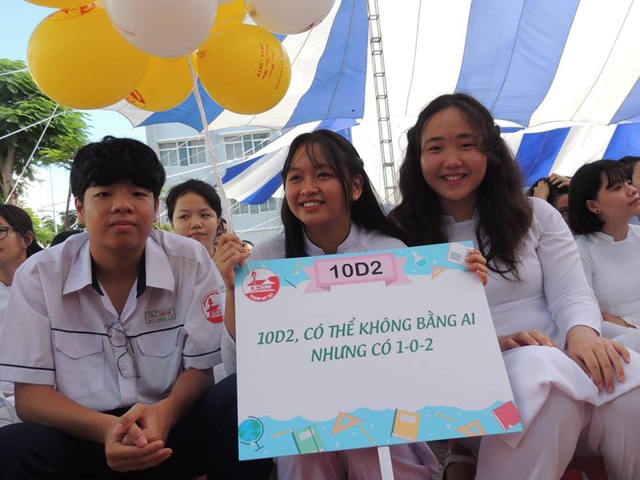 10D2
10D2, CÓ THỂ KHÔNG BẰNG AI
NHƯNG CÓ 1-0-2